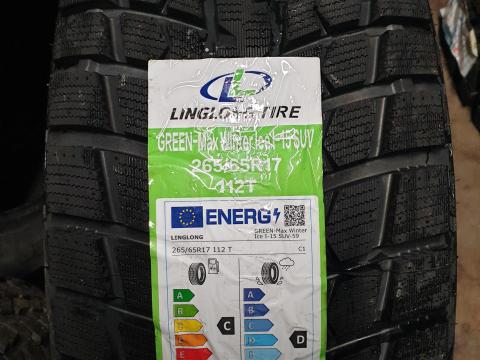 LINGLONG TIRE
GREEN-Max Winter Ice I-15 SUV
265/65R17
112T
ENERG
LINGLONG
GREEN-Max Winter
Ice I-15 SUV-59
265/65R17 112 T
C1
A
B
C
D
E
C
A
B
C
D
E
D